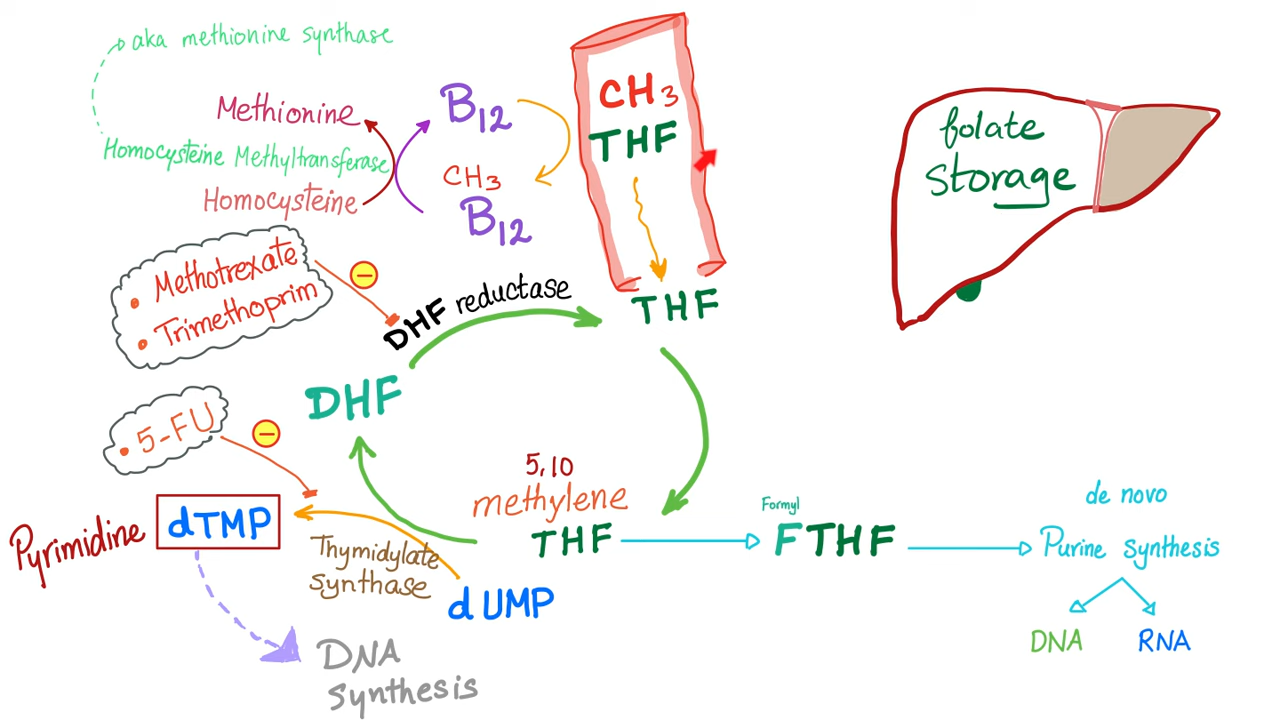 aka methionine synthase
Methionine
Homocysteine Methyltransferase
Homocysteine
B12
CH3
B12
CH3
THF
THF
folate
storage
• Methotrexate
• Trimethoprim
DHF reductase
DHF
• 5-FU
5,10
methylene
THF
Pyrimidine
dTMP
Thymidylate
synthase
dUMP
DNA
Synthesis
Formyl
FTHF
de novo
Purine synthesis
DNA
RNA